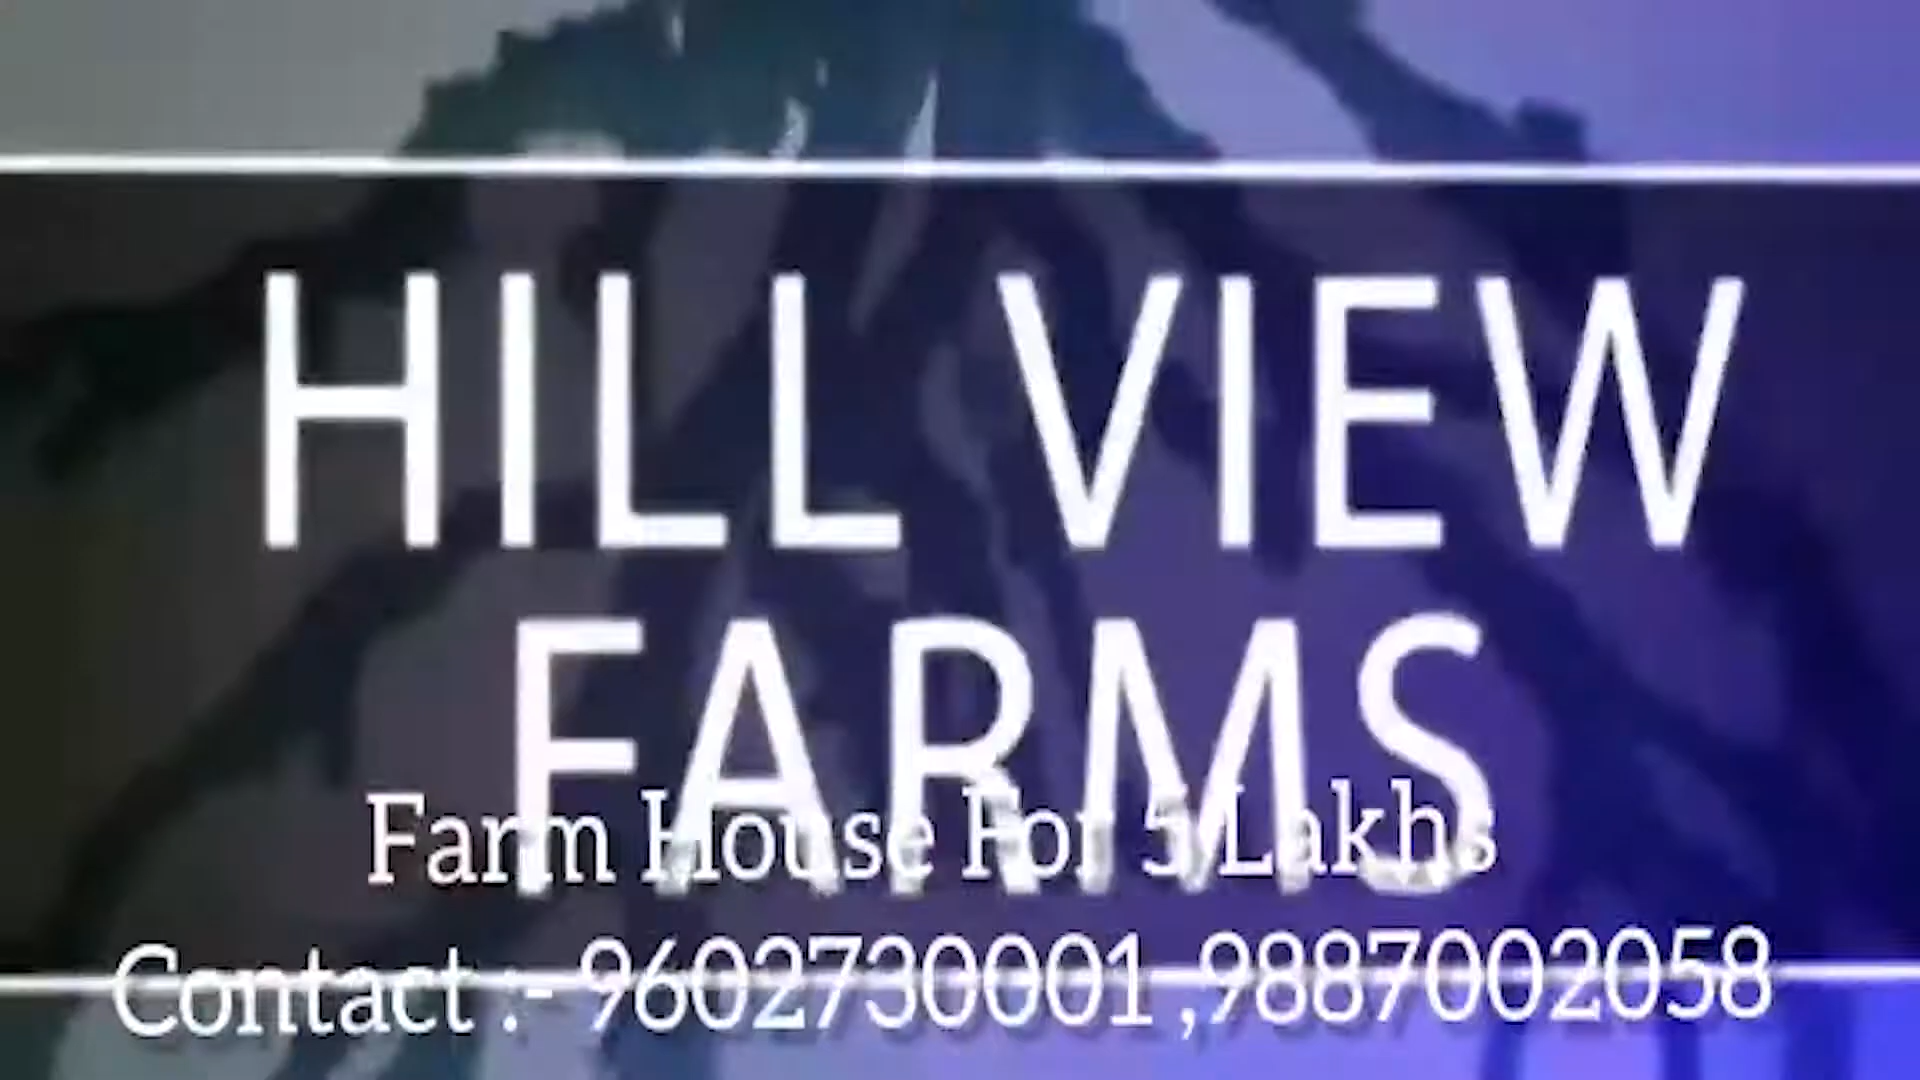 HILL VIEW
FARMS
Farm House For 5 Lakhs
Contact :- 9602730001 ,9887002058